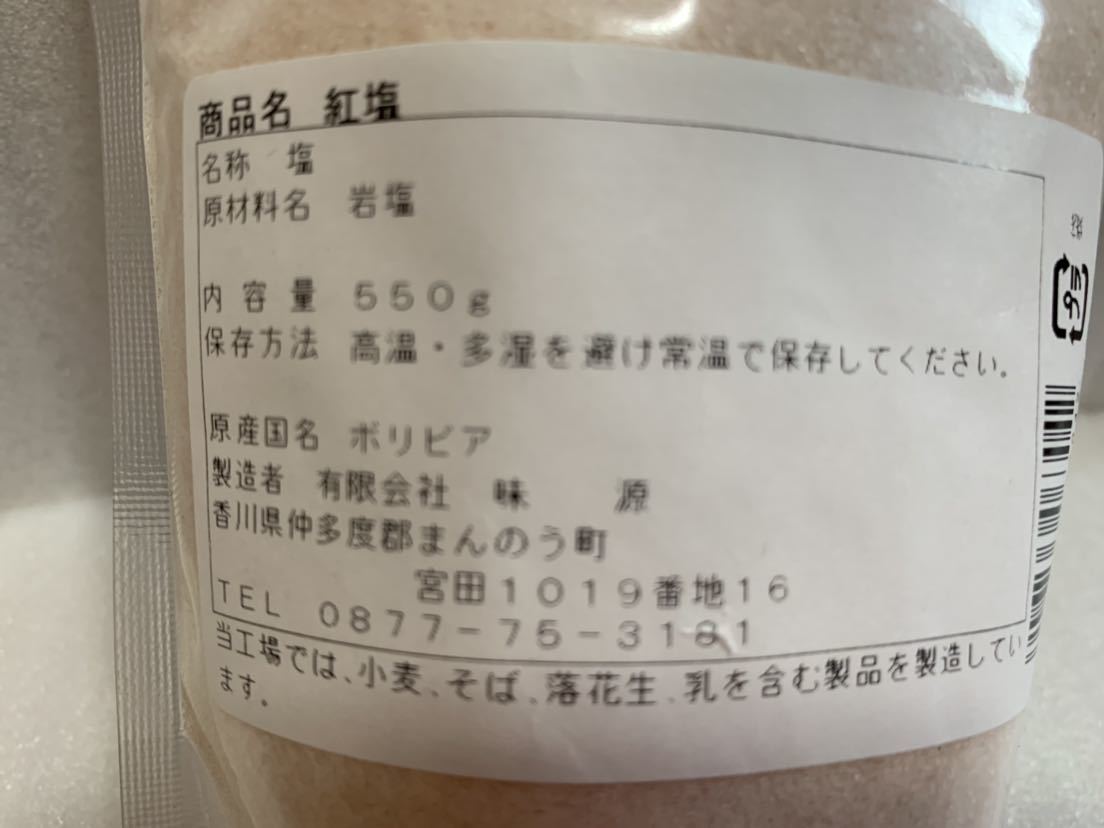 商品名　紅塩
名称　塩
原材料名　岩塩
内容量　５５０ｇ
保存方法　高温・多湿を避け常温で保存してください。
原産国名　ボリビア
製造者　有限会社　味　源
香川県仲多度郡まんのう町
宮田１０１９番地１６
ＴＥＬ　０８７７－７５－３１８１
当工場では、小麦、そば、落花生、乳を含む製品を製造してい
ます。
プラ